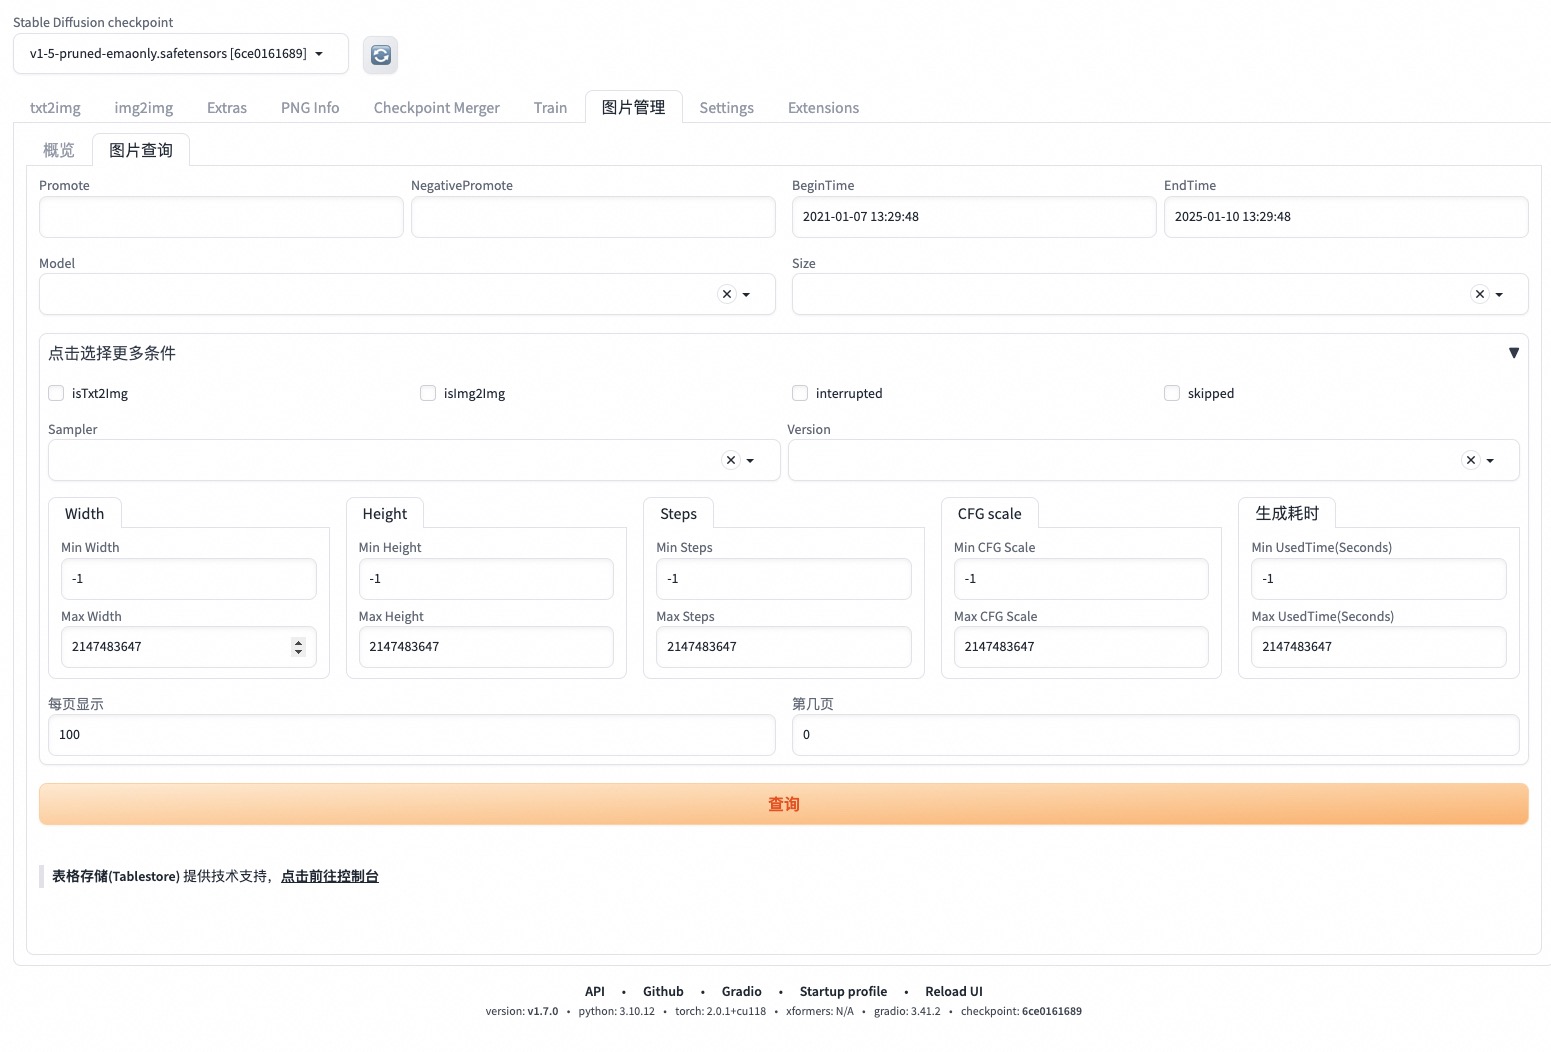 Stable Diffusion checkpoint
v1-5-pruned-emaonly.safetensors [6ce0161689]
txt2img img2img Extras PNG Info Checkpoint Merger Train 图片管理 Settings Extensions
概览 图片查询
Promote NegativePromote BeginTime EndTime
2021-01-07 13:29:48 2025-01-10 13:29:48
Model Size
点击选择更多条件 ▼
isTxt2Img isImg2Img interrupted skipped
Sampler Version
Width Height Steps CFG scale 生成耗时
Min Width Min Height Min Steps Min CFG Scale Min UsedTime(Seconds)
-1 -1 -1 -1 -1
Max Width Max Height Max Steps Max CFG Scale Max UsedTime(Seconds)
2147483647 2147483647 2147483647 2147483647 2147483647
每页显示 第几页
100 0
查询
表格存储(Tablestore) 提供技术支持，点击前往控制台
API • Github • Gradio • Startup profile • Reload UI
version: v1.7.0 • python: 3.10.12 • torch: 2.0.1+cu118 • xformers: N/A • gradio: 3.41.2 • checkpoint: 6ce0161689